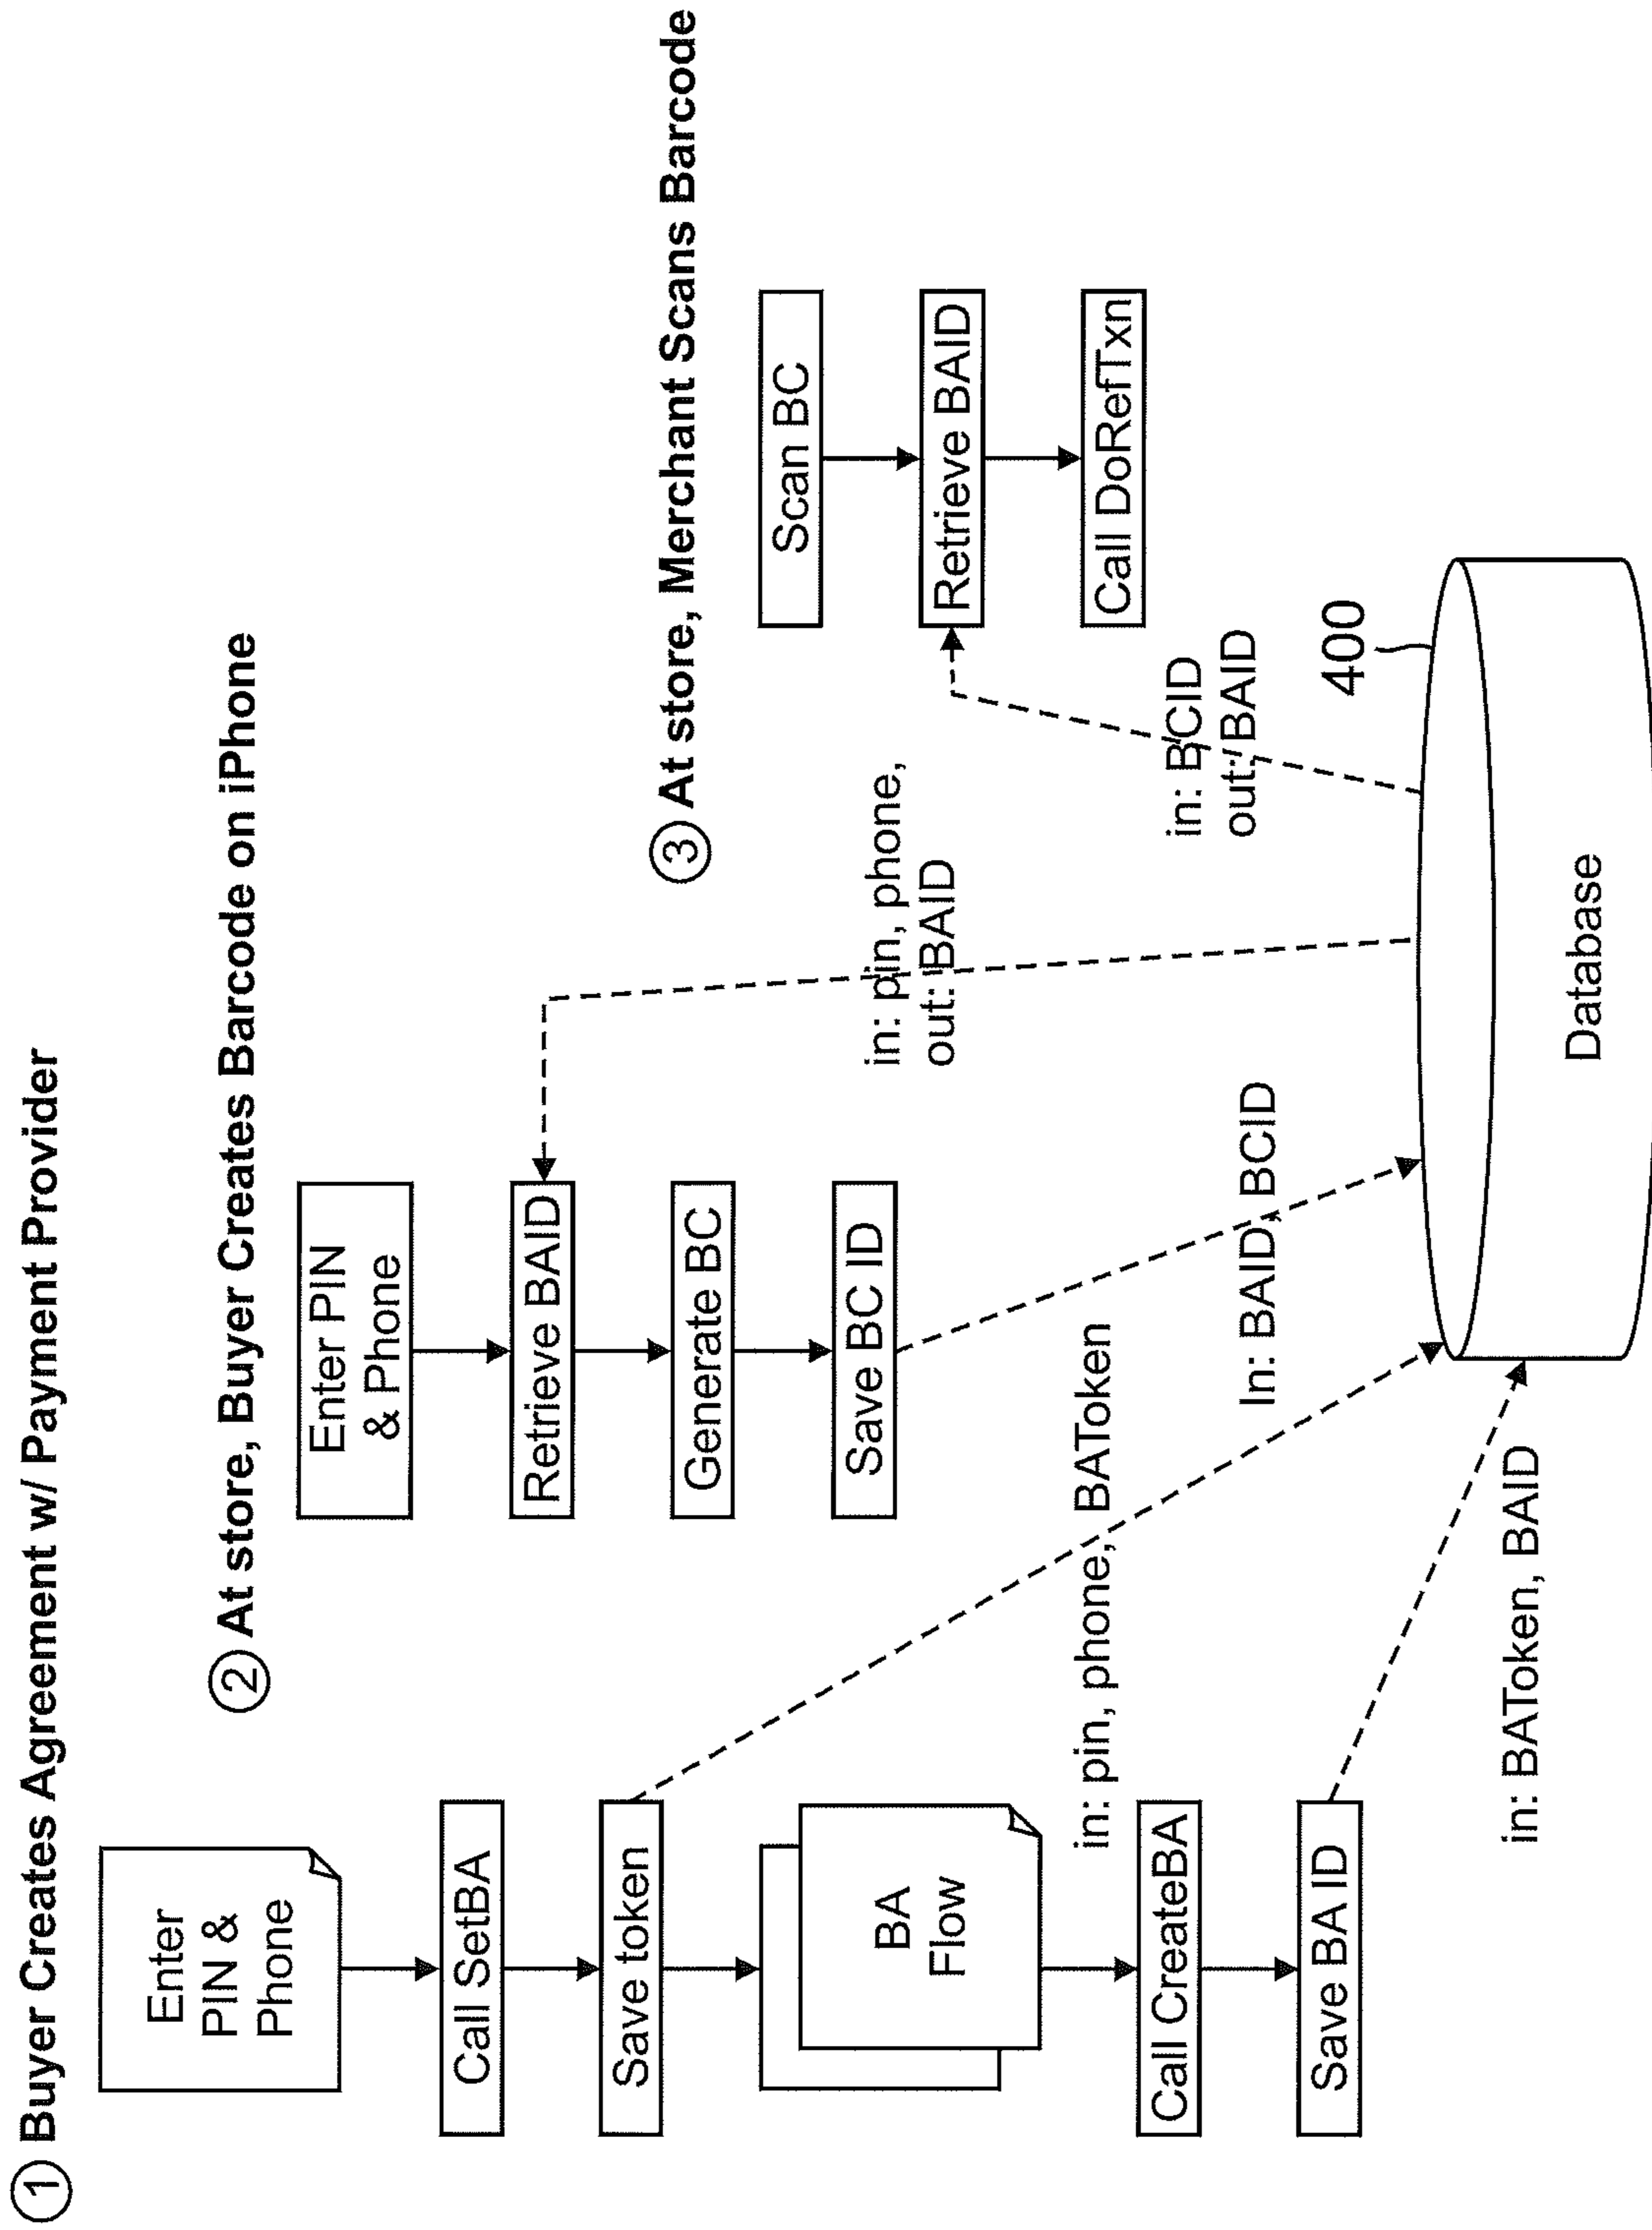 ① Buyer Creates Agreement w/ Payment Provider
Enter
PIN &
Phone
Call SetBA
Save token
BA
Flow
Call CreateBA
Save BA ID
in: pin, phone, BAToken
in: BAToken, BAID
② At store, Buyer Creates Barcode on iPhone
Enter PIN
& Phone
Retrieve BAID
Generate BC
Save BC ID
in: pin, phone,
out: BAID
In: BAID, BCID
③ At store, Merchant Scans Barcode
Scan BC
Retrieve BAID
Call DoRefTxn
in: BCID
out: BAID
400
Database